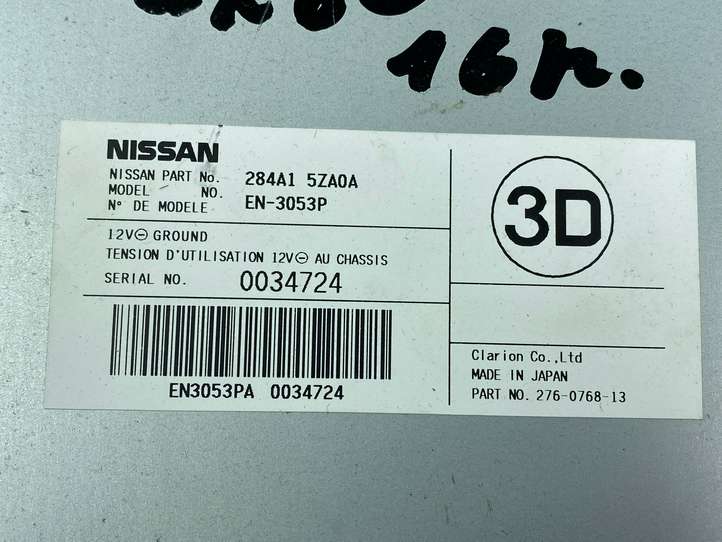 16г.
NISSAN
NISSAN PART No. 284A1 5ZA0A
MODEL NO. EN-3053P
N° DE MODELE
12V⊖ GROUND
TENSION D'UTILISATION 12V⊖ AU CHASSIS
SERIAL NO. 0034724
EN3053PA 0034724
3D
Clarion Co.,Ltd
MADE IN JAPAN
PART NO. 276-0768-13